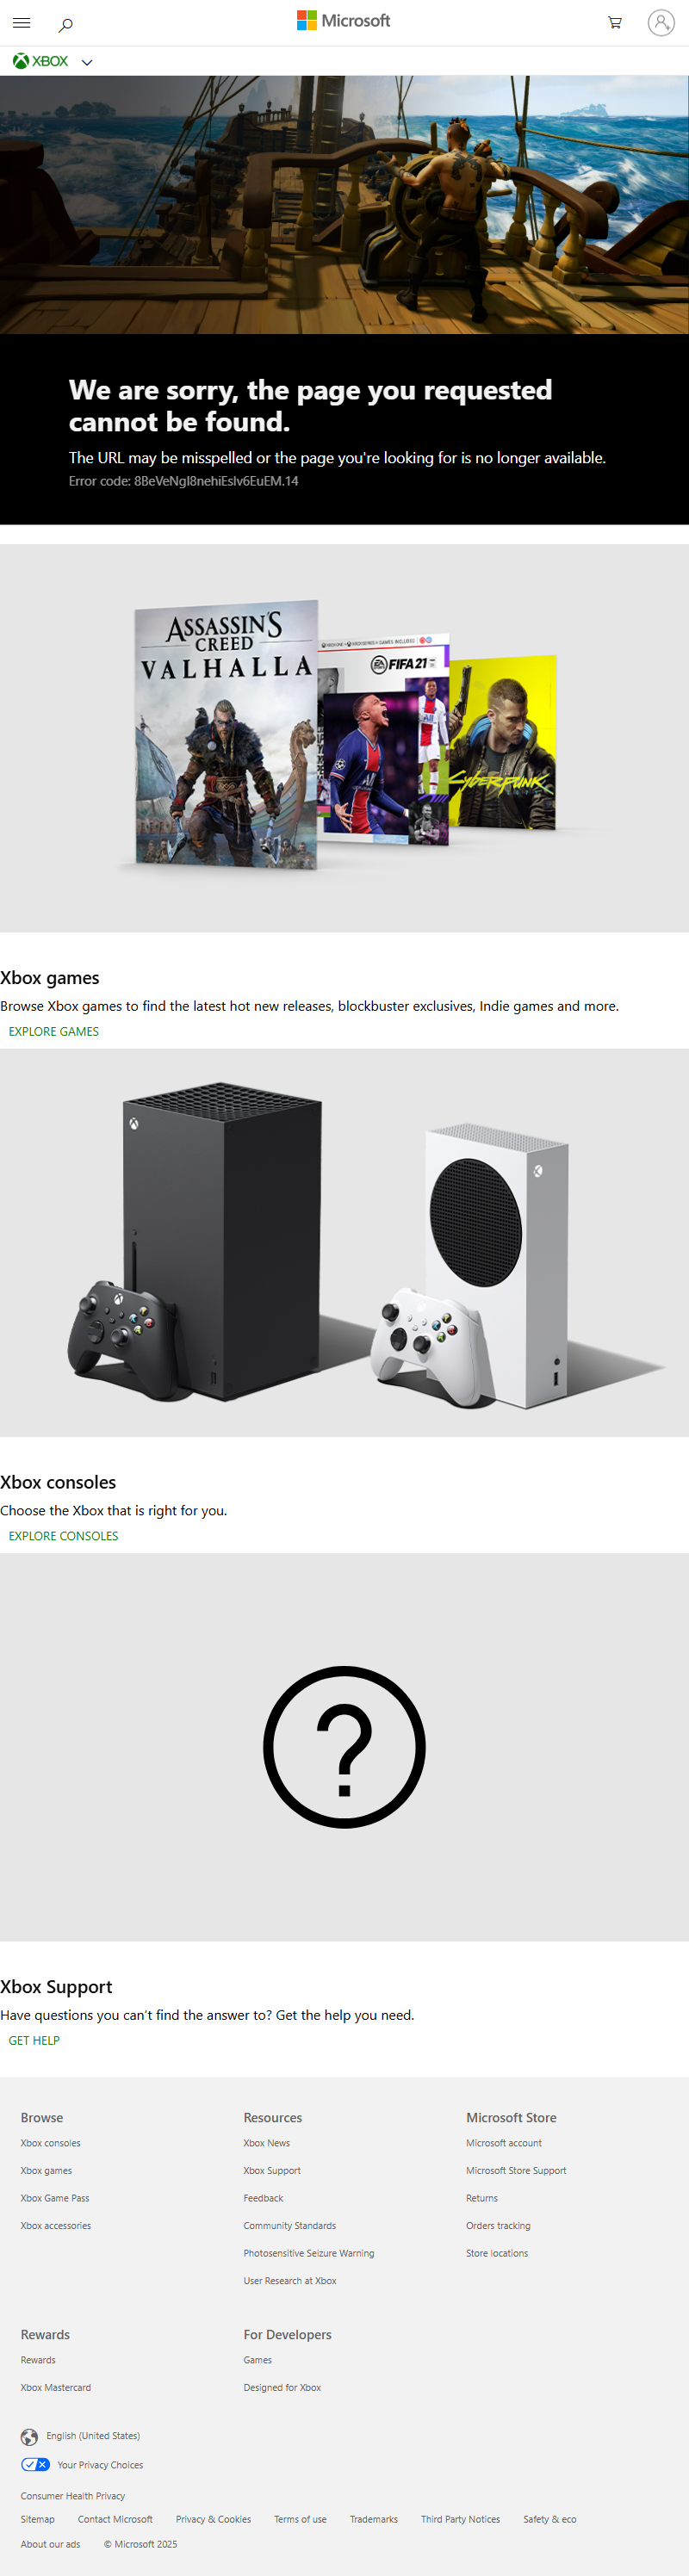 Microsoft
XBOX
We are sorry, the page you requested
cannot be found.
The URL may be misspelled or the page you're looking for is no longer available.
Error code: 8BeVeNgl8nehiEslv6EuEM.14
ASSASSIN'S
CREED
VALHALLA
FIFA 21
Cyberpunk
Xbox games
Browse Xbox games to find the latest hot new releases, blockbuster exclusives, Indie games and more.
EXPLORE GAMES
Xbox consoles
Choose the Xbox that is right for you.
EXPLORE CONSOLES
?
Xbox Support
Have questions you can't find the answer to? Get the help you need.
GET HELP
Browse
Xbox consoles
Xbox games
Xbox Game Pass
Xbox accessories
Resources
Xbox News
Xbox Support
Feedback
Community Standards
Photosensitive Seizure Warning
User Research at Xbox
Microsoft Store
Microsoft account
Microsoft Store Support
Returns
Orders tracking
Store locations
Rewards
Rewards
Xbox Mastercard
For Developers
Games
Designed for Xbox
English (United States)
Your Privacy Choices
Consumer Health Privacy
Sitemap Contact Microsoft Privacy & Cookies Terms of use Trademarks Third Party Notices Safety & eco
About our ads © Microsoft 2025